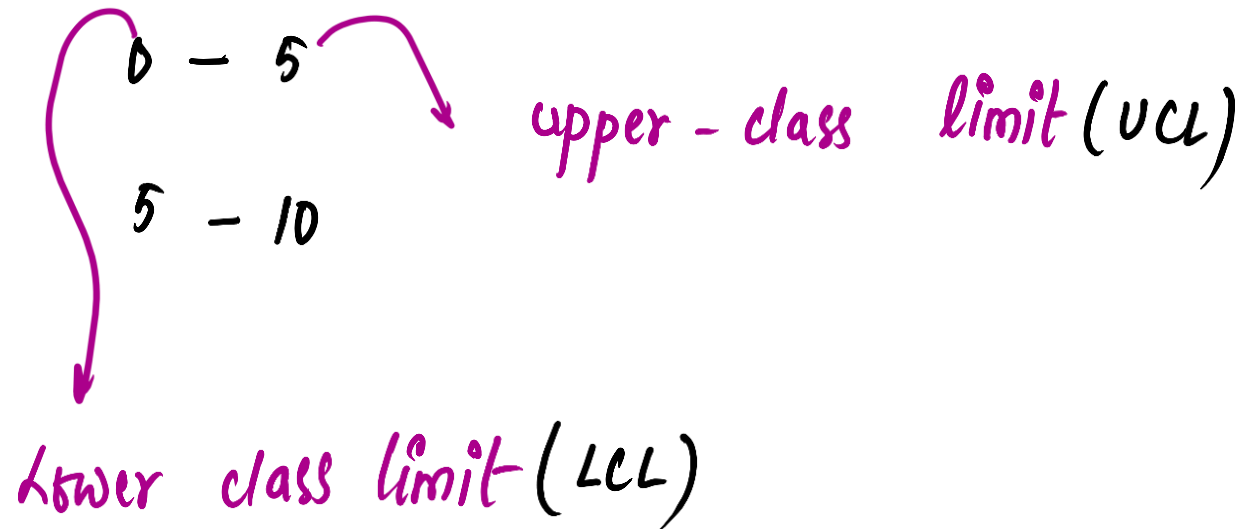 0 - 5
upper - class limit (UCL)
5 - 10
Lower class limit (LCL)